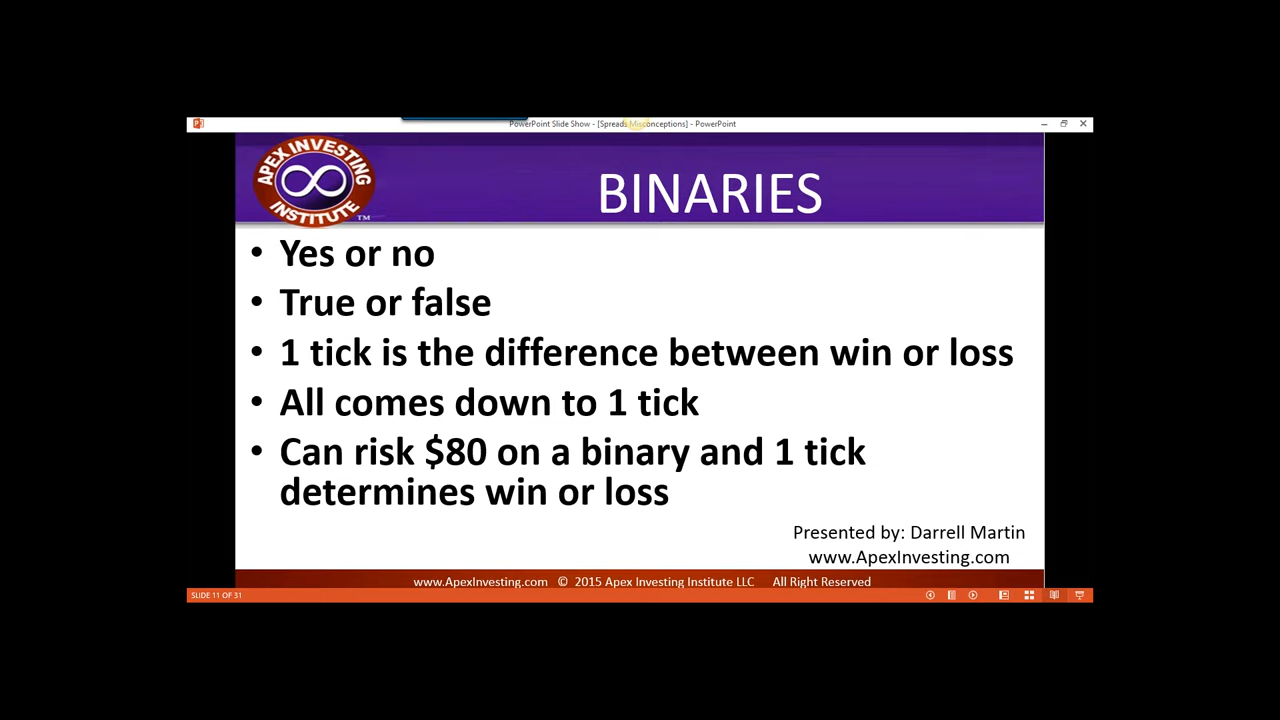 PowerPoint Slide Show - [Spreads Misconceptions] - PowerPoint
APEX INVESTING
INSTITUTE
TM
BINARIES
• Yes or no
• True or false
• 1 tick is the difference between win or loss
• All comes down to 1 tick
• Can risk $80 on a binary and 1 tick
determines win or loss
Presented by: Darrell Martin
www.ApexInvesting.com
www.ApexInvesting.com © 2015 Apex Investing Institute LLC All Right Reserved
SLIDE 11 OF 31